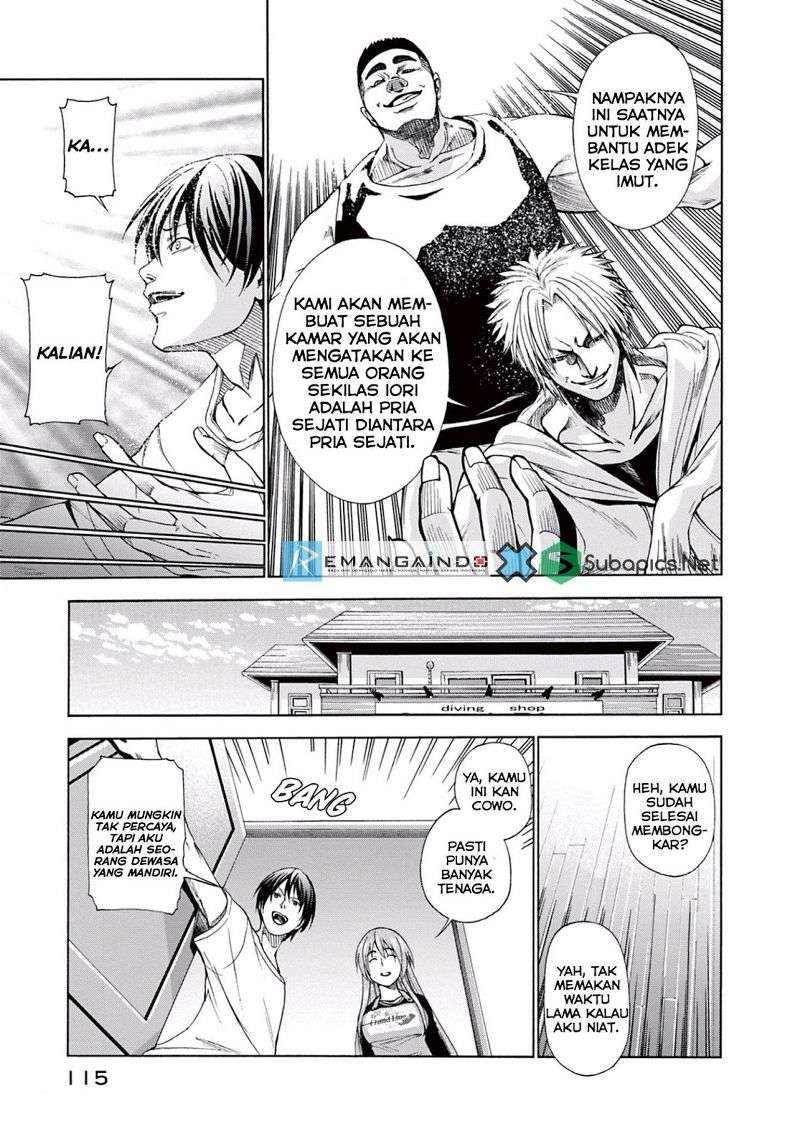 NAMPAKNYA
INI SAATNYA
UNTUK MEM-
BANTU ADEK
KELAS YANG
IMUT.
KAMI AKAN MEM-
BUAT SEBUAH
KAMAR YANG AKAN
MENGATAKAN KE
SEMUA ORANG
SEKILAS IORI
ADALAH PRIA
SEJATI DIANTARA
PRIA SEJATI.
KA...
KALIAN!
REMANGAINDO
Subapics.Net
diving shop
HEH, KAMU
SUDAH
SELESAI
MEMBONG-
KAR?
YAH, TAK
MEMAKAN
WAKTU
LAMA KALAU
AKU NIAT.
YA, KAMU
INI KAN
COWO.
PASTI
PUNYA
BANYAK
TENAGA.
BANG
KAMU MUNGKIN
TAK PERCAYA,
TAPI AKU
ADALAH SEO-
RANG DEWASA
YANG MANDIRI.
115